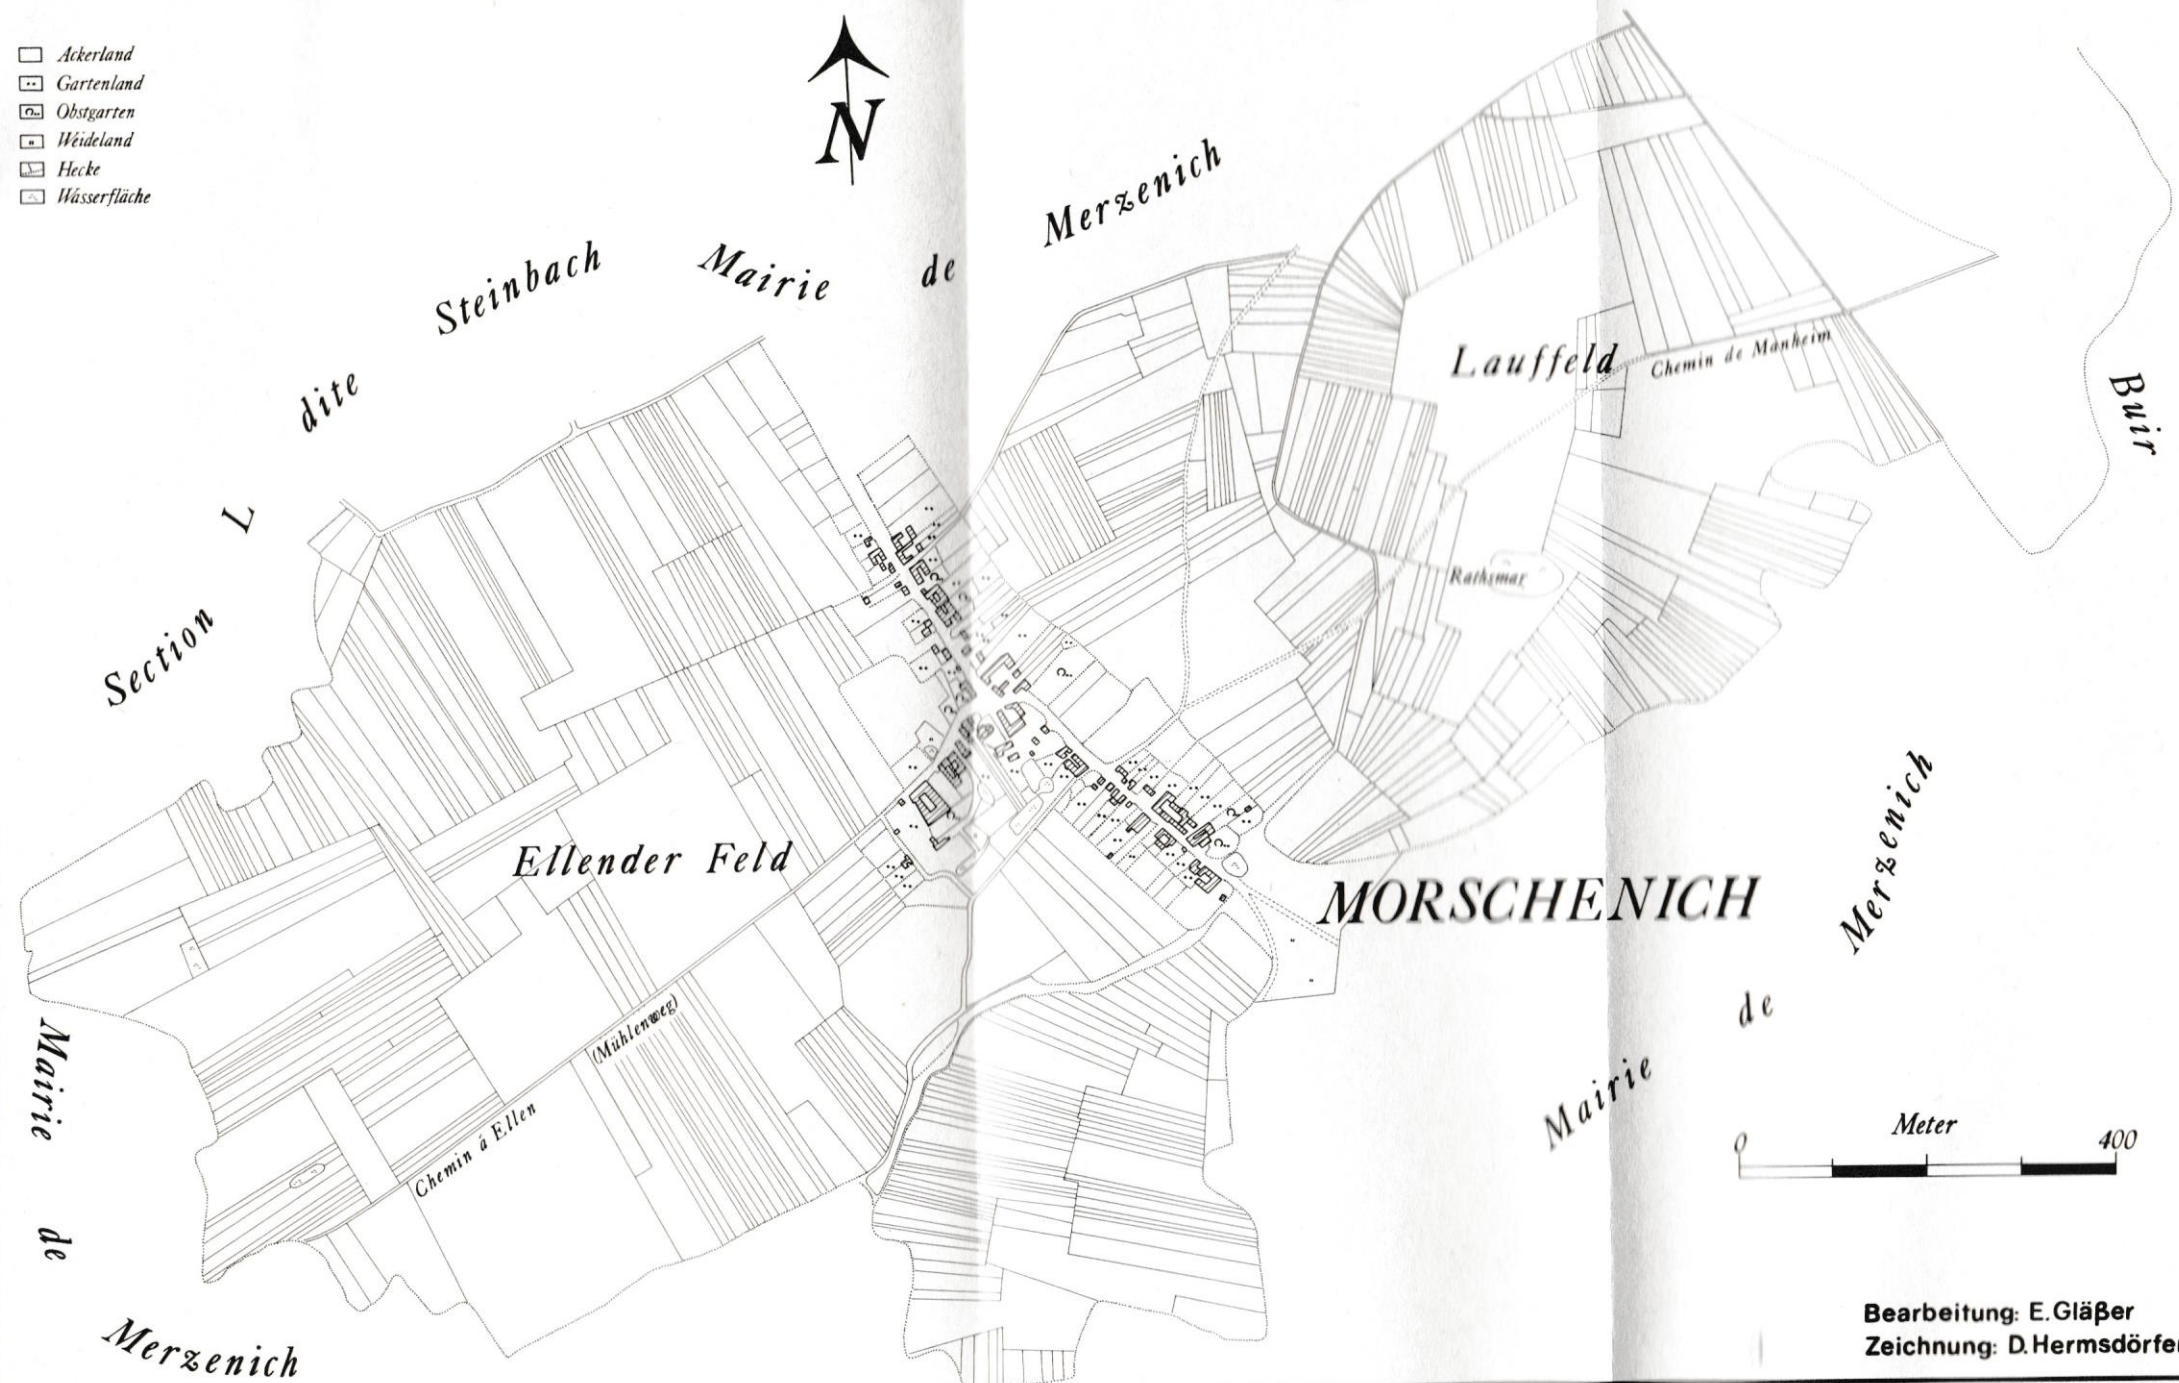 Ackerland
Gartenland
Obstgarten
Weideland
Hecke
Wasserfläche
N
Section L dite Steinbach
Mairie de Merzenich
Lauffeld
Chemin de Manheim
Buir
Rathsmar
Ellender Feld
MORSCHENICH
(Mühlenweg)
Chemin á Ellen
Mairie de Merzenich
Mairie de Merzenich
Meter
0 400
Bearbeitung: E. Gläßer
Zeichnung: D. Hermsdörfer